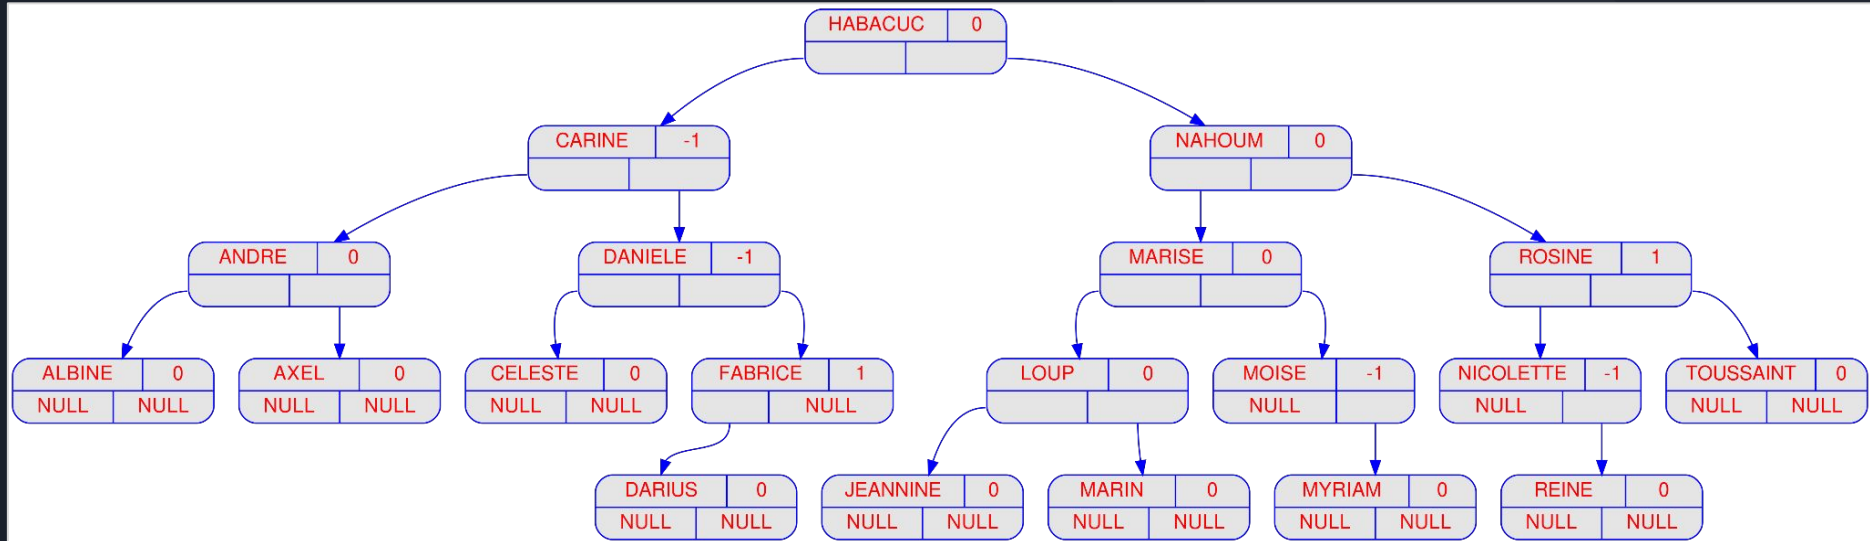 HABACUC 0
CARINE -1
NAHOUM 0
ANDRE 0
DANIELE -1
MARISE 0
ROSINE 1
ALBINE 0
NULL NULL
AXEL 0
NULL NULL
CELESTE 0
NULL NULL
FABRICE 1
NULL
LOUP 0
MOISE -1
NULL
NICOLETTE -1
NULL
TOUSSAINT 0
NULL NULL
DARIUS 0
NULL NULL
JEANNINE 0
NULL NULL
MARIN 0
NULL NULL
MYRIAM 0
NULL NULL
REINE 0
NULL NULL